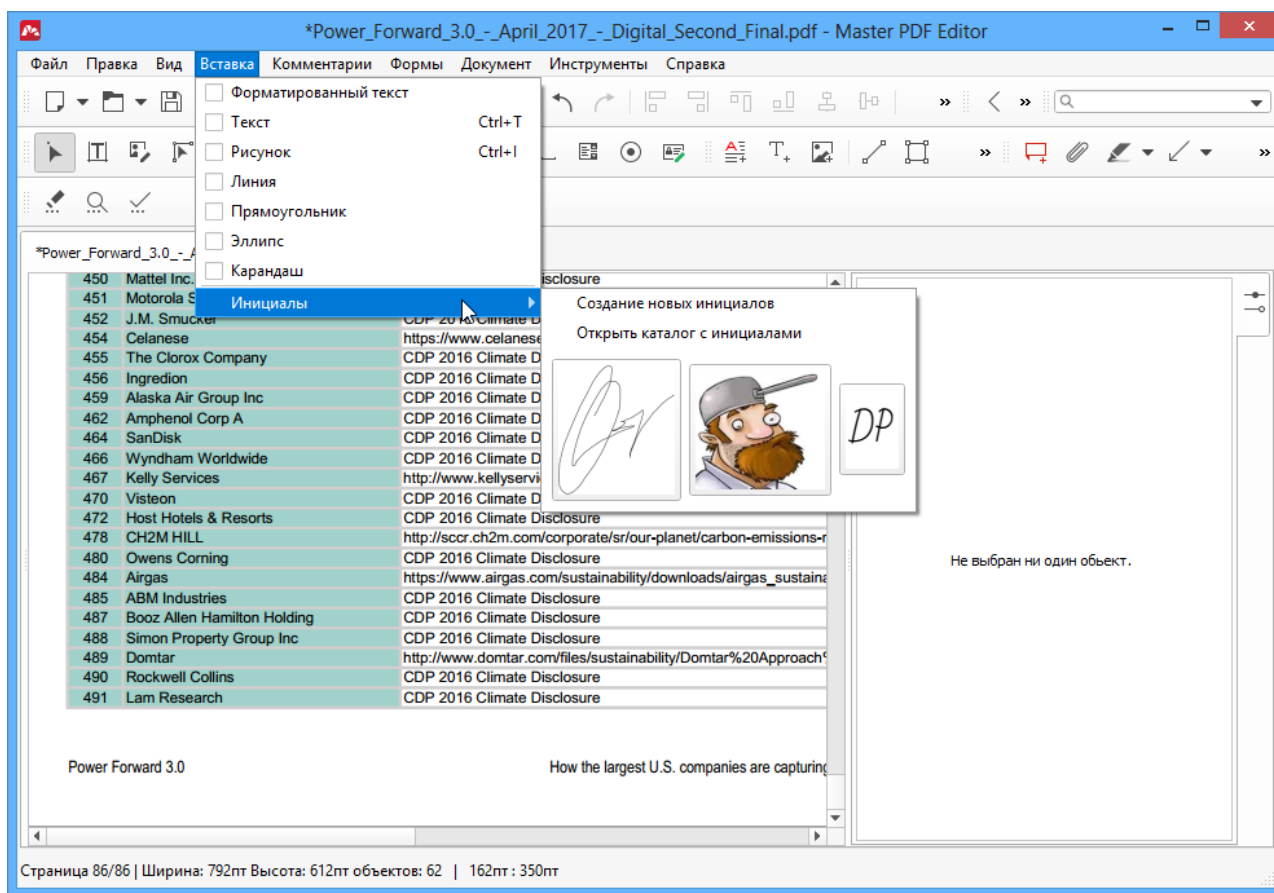 *Power_Forward_3.0_-_April_2017_-_Digital_Second_Final.pdf - Master PDF Editor
Файл Правка Вид Вставка Комментарии Формы Документ Инструменты Справка
Форматированный текст
Текст Ctrl+T
Рисунок Ctrl+I
Линия
Прямоугольник
Эллипс
Карандаш
Инициалы
Создание новых инициалов
Открыть каталог с инициалами
DP
*Power_Forward_3.0_-_A
450 Mattel Inc. isclosure
451 Motorola S
452 J.M. Smucker
454 Celanese https://www.celanese
455 The Clorox Company CDP 2016 Climate D
456 Ingredion CDP 2016 Climate D
459 Alaska Air Group Inc CDP 2016 Climate D
462 Amphenol Corp A CDP 2016 Climate D
464 SanDisk CDP 2016 Climate D
466 Wyndham Worldwide CDP 2016 Climate D
467 Kelly Services http://www.kellyservi
470 Visteon CDP 2016 Climate D
472 Host Hotels & Resorts CDP 2016 Climate Disclosure
478 CH2M HILL http://sccr.ch2m.com/corporate/sr/our-planet/carbon-emissions-r
480 Owens Corning CDP 2016 Climate Disclosure
484 Airgas https://www.airgas.com/sustainability/downloads/airgas_sustaina
485 ABM Industries CDP 2016 Climate Disclosure
487 Booz Allen Hamilton Holding CDP 2016 Climate Disclosure
488 Simon Property Group Inc CDP 2016 Climate Disclosure
489 Domtar http://www.domtar.com/files/sustainability/Domtar%20Approach%
490 Rockwell Collins CDP 2016 Climate Disclosure
491 Lam Research CDP 2016 Climate Disclosure
Power Forward 3.0 How the largest U.S. companies are capturing
Не выбран ни один объект.
Страница 86/86 | Ширина: 792пт Высота: 612пт объектов: 62 | 162пт : 350пт